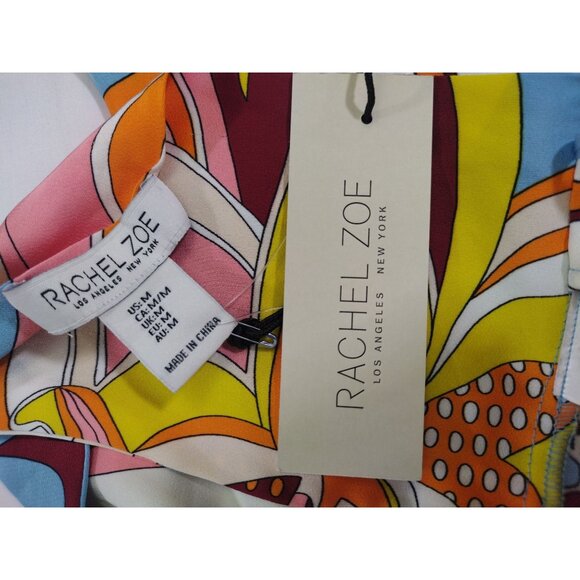 RACHEL ZOE
LOS ANGELES NEW YORK
US:M
CA:M/M
UK:M
EU:M
AU:M
MADE IN CHINA
RACHEL ZOE
LOS ANGELES NEW YORK